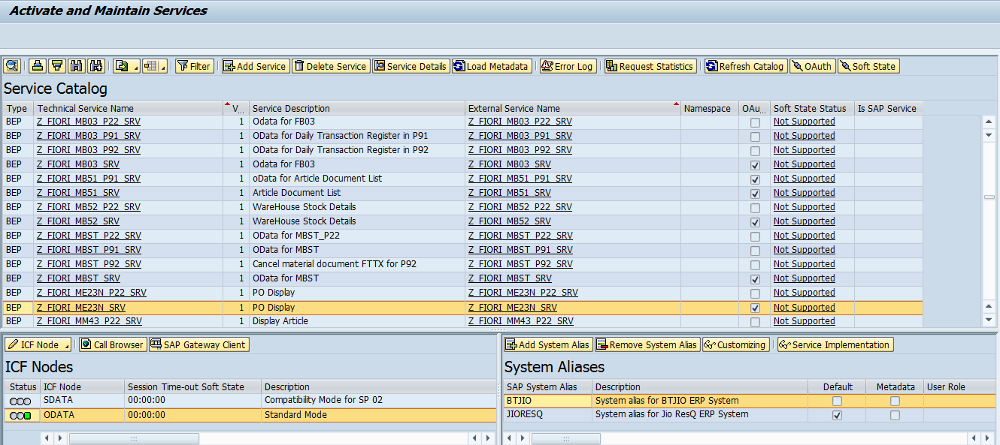 Activate and Maintain Services
Filter Add Service Delete Service Service Details Load Metadata Error Log Request Statistics Refresh Catalog OAuth Soft State
Service Catalog
Type Technical Service Name V... Service Description External Service Name Namespace OAu... Soft State Status Is SAP Service
BEP Z_FIORI_MB03_P22_SRV 1 Odata for FB03 Z_FIORI_MB03_P22_SRV Not Supported
BEP Z_FIORI_MB03_P91_SRV 1 OData for Daily Transaction Register in P91 Z_FIORI_MB03_P91_SRV Not Supported
BEP Z_FIORI_MB03_P92_SRV 1 OData for Daily Transaction Register in P92 Z_FIORI_MB03_P92_SRV Not Supported
BEP Z_FIORI_MB03_SRV 1 Odata for FB03 Z_FIORI_MB03_SRV Not Supported
BEP Z_FIORI_MB51_P91_SRV 1 oData for Article Document List Z_FIORI_MB51_P91_SRV Not Supported
BEP Z_FIORI_MB51_SRV 1 Article Document List Z_FIORI_MB51_SRV Not Supported
BEP Z_FIORI_MB52_P22_SRV 1 WareHouse Stock Details Z_FIORI_MB52_P22_SRV Not Supported
BEP Z_FIORI_MB52_SRV 1 WareHouse Stock Details Z_FIORI_MB52_SRV Not Supported
BEP Z_FIORI_MBST_P22_SRV 1 OData for MBST_P22 Z_FIORI_MBST_P22_SRV Not Supported
BEP Z_FIORI_MBST_P91_SRV 1 OData for MBST Z_FIORI_MBST_P91_SRV Not Supported
BEP Z_FIORI_MBST_P92_SRV 1 Cancel material document FTTX for P92 Z_FIORI_MBST_P92_SRV Not Supported
BEP Z_FIORI_MBST_SRV 1 OData for MBST Z_FIORI_MBST_SRV Not Supported
BEP Z_FIORI_ME23N_P22_SRV 1 PO Display Z_FIORI_ME23N_P22_SRV Not Supported
BEP Z_FIORI_ME23N_SRV 1 PO Display Z_FIORI_ME23N_SRV Not Supported
BEP Z_FIORI_MM43_P22_SRV 1 Display Article Z_FIORI_MM43_P22_SRV Not Supported
ICF Node Call Browser SAP Gateway Client
ICF Nodes
Status ICF Node Session Time-out Soft State Description
SDATA 00:00:00 Compatibility Mode for SP 02
ODATA 00:00:00 Standard Mode
Add System Alias Remove System Alias Customizing Service Implementation
System Aliases
SAP System Alias Description Default Metadata User Role
BTJIO System alias for BTJIO ERP System
JIORESQ System alias for Jio ResQ ERP System